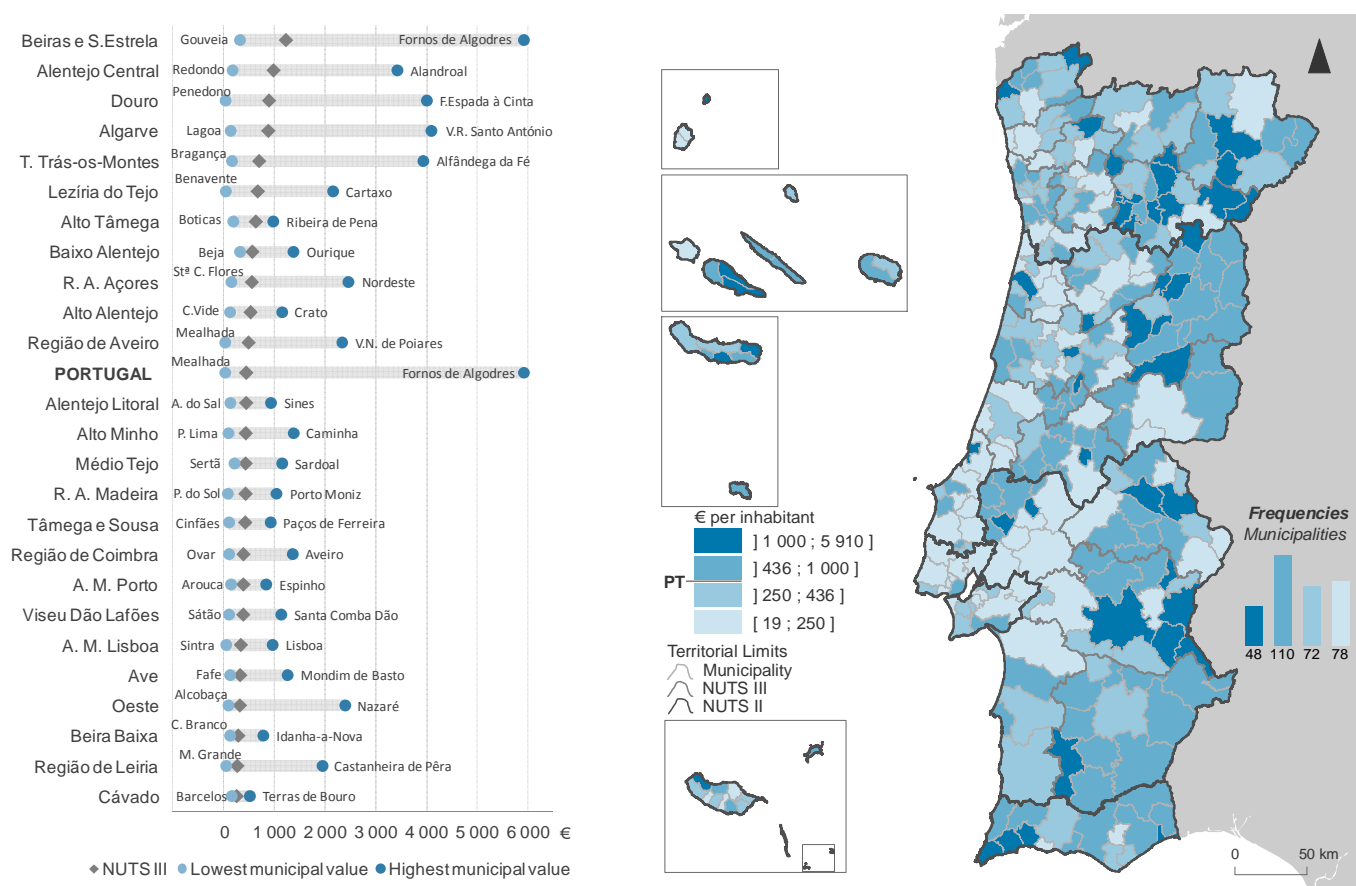 Beiras e S.Estrela Gouveia Fornos de Algodres
Alentejo Central Redondo Alandroal
Douro Penedono F.Espada à Cinta
Algarve Lagoa V.R. Santo António
T. Trás-os-Montes Bragança Alfândega da Fé
Lezíria do Tejo Benavente Cartaxo
Alto Tâmega Boticas Ribeira de Pena
Baixo Alentejo Beja Ourique
R. A. Açores Stª C. Flores Nordeste
Alto Alentejo C.Vide Crato
Região de Aveiro Mealhada V.N. de Poiares
PORTUGAL Mealhada Fornos de Algodres
Alentejo Litoral A. do Sal Sines
Alto Minho P. Lima Caminha
Médio Tejo Sertã Sardoal
R. A. Madeira P. do Sol Porto Moniz
Tâmega e Sousa Cinfães Paços de Ferreira
Região de Coimbra Ovar Aveiro
A. M. Porto Arouca Espinho
Viseu Dão Lafões Sátão Santa Comba Dão
A. M. Lisboa Sintra Lisboa
Ave Fafe Mondim de Basto
Oeste Alcobaça Nazaré
Beira Baixa C. Branco Idanha-a-Nova
Região de Leiria M. Grande Castanheira de Pêra
Cávado Barcelos Terras de Bouro
0 1 000 2 000 3 000 4 000 5 000 6 000 €
NUTS III Lowest municipal value Highest municipal value
€ per inhabitant
] 1 000 ; 5 910 ]
] 436 ; 1 000 ]
PT
] 250 ; 436 ]
[ 19 ; 250 ]
Territorial Limits
Municipality
NUTS III
NUTS II
Frequencies
Municipalities
48 110 72 78
0 50 km